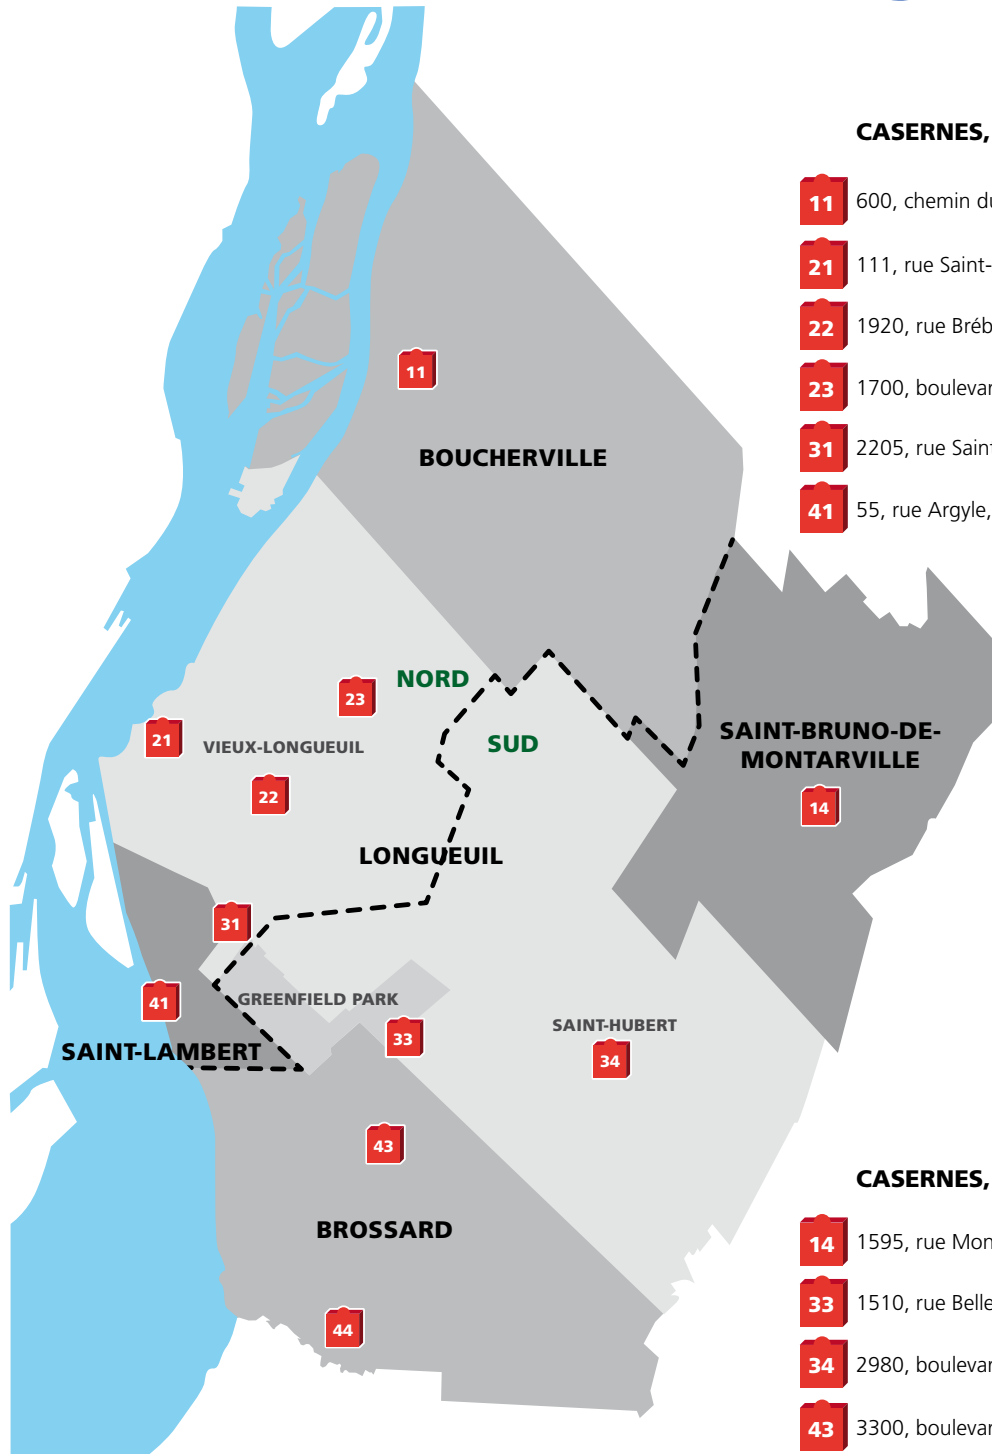 CASERNES,
11 600, chemin du
21 111, rue Saint-
22 1920, rue Bréb
23 1700, boulevar
31 2205, rue Saint
41 55, rue Argyle,
11
BOUCHERVILLE
NORD
23
SUD
21
VIEUX-LONGUEUIL
22
SAINT-BRUNO-DE-
MONTARVILLE
14
LONGUEUIL
31
41
GREENFIELD PARK
33
SAINT-HUBERT
34
SAINT-LAMBERT
43
BROSSARD
44
CASERNES,
14 1595, rue Mon
33 1510, rue Belle
34 2980, boulevar
43 3300, boulevar